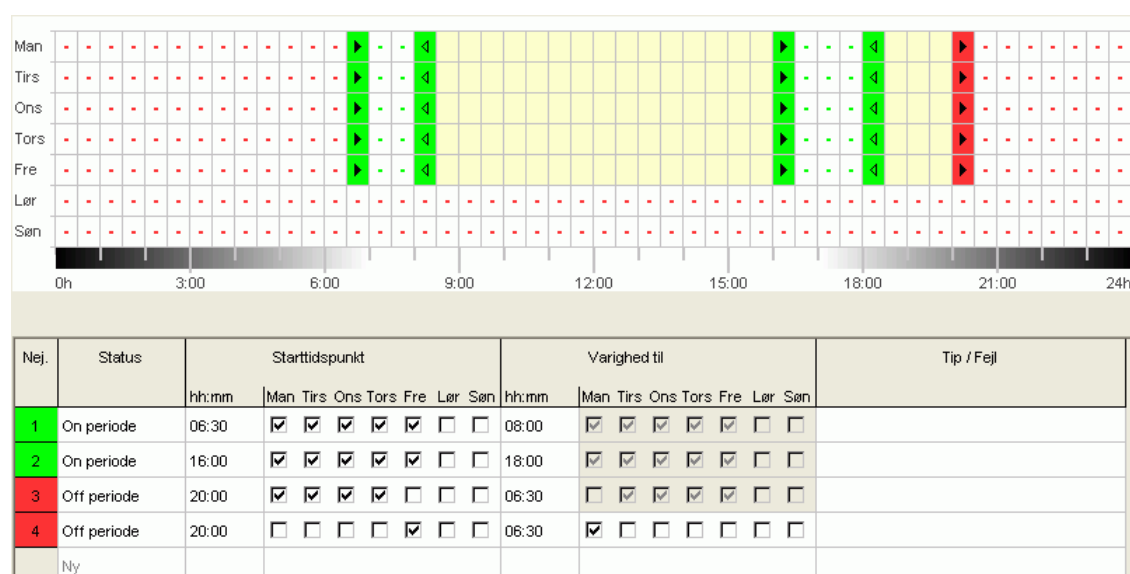 Man
Tirs
Ons
Tors
Fre
Lør
Søn
0h 3:00 6:00 9:00 12:00 15:00 18:00 21:00 24h
Nej. Status Starttidspunkt Varighed til Tip / Fejl
hh:mm Man Tirs Ons Tors Fre Lør Søn hh:mm Man Tirs Ons Tors Fre Lør Søn
1 On periode 06:30 08:00
2 On periode 16:00 18:00
3 Off periode 20:00 06:30
4 Off periode 20:00 06:30
Ny